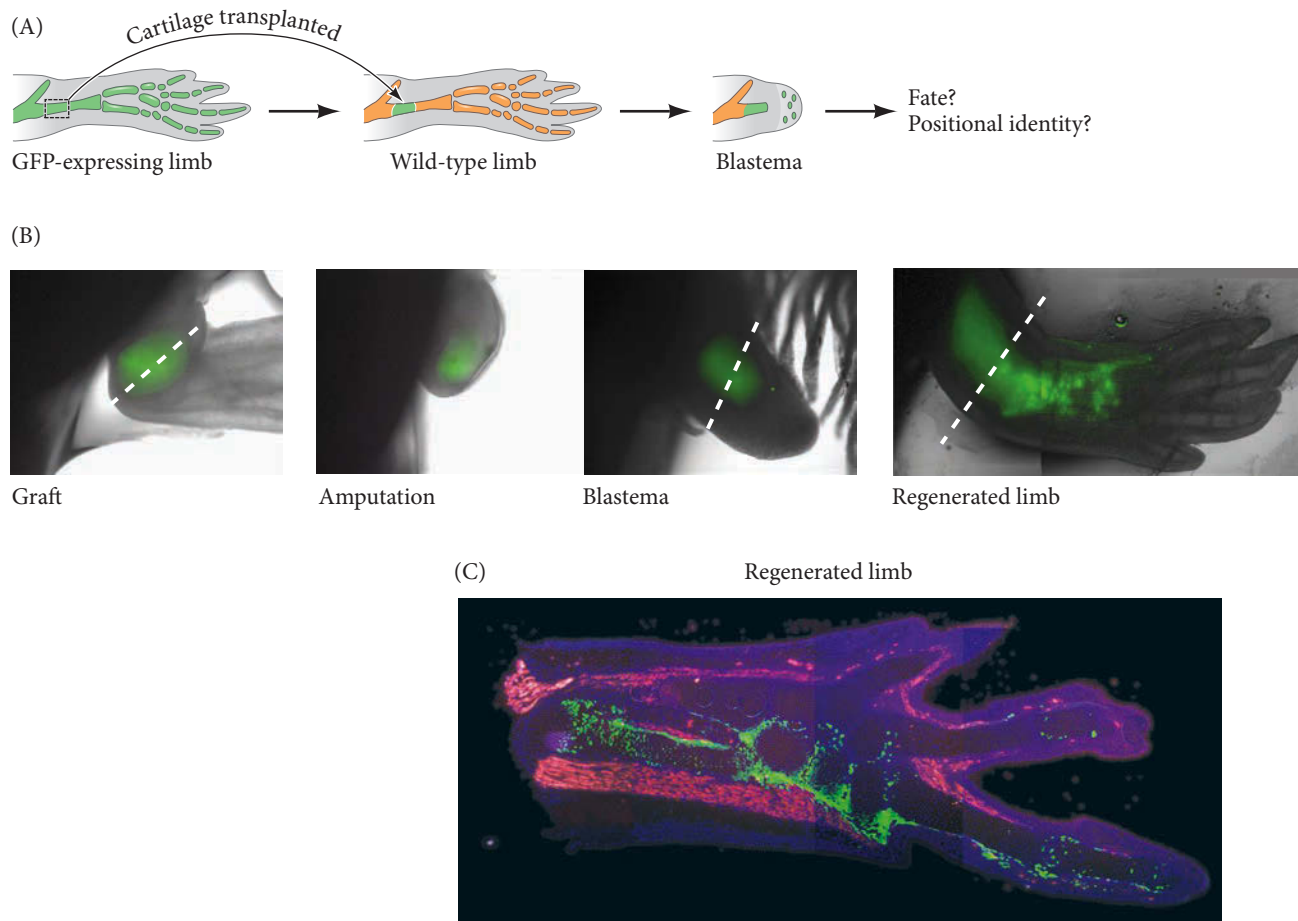 (A)
Cartilage transplanted
GFP-expressing limb
Wild-type limb
Blastema
Fate?
Positional identity?
(B)
Graft
Amputation
Blastema
Regenerated limb
(C)
Regenerated limb